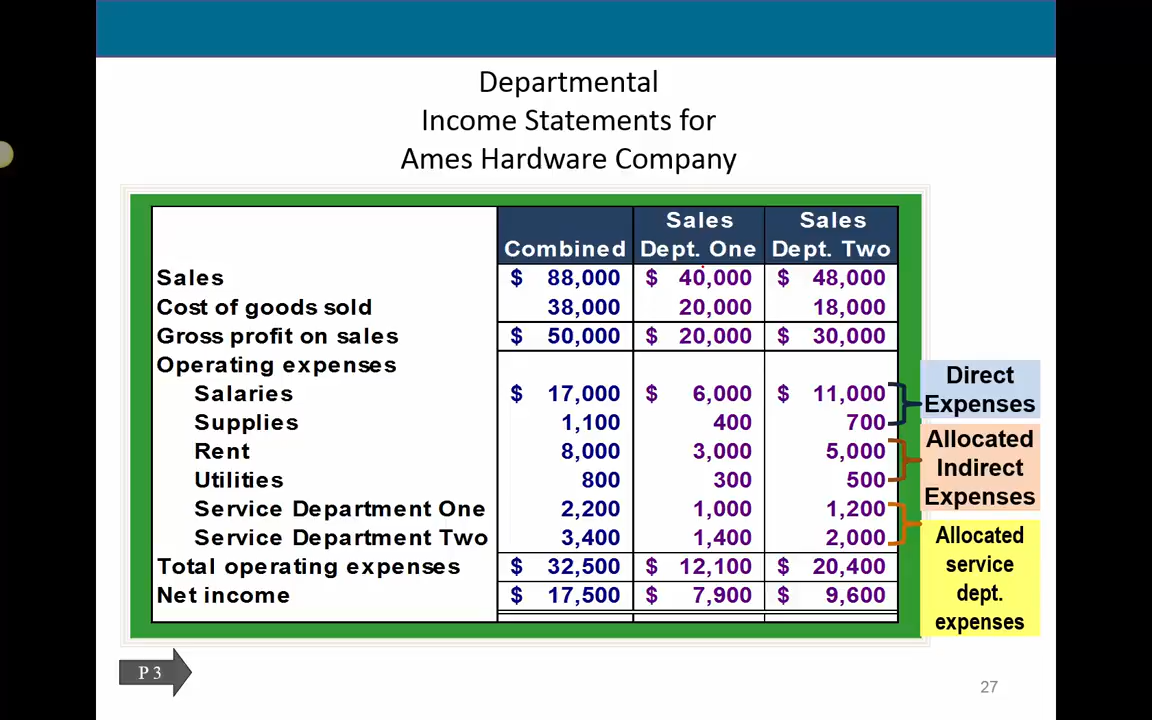 Departmental
Income Statements for
Ames Hardware Company
Combined Sales Dept. One Sales Dept. Two
Sales $ 88,000 $ 40,000 $ 48,000
Cost of goods sold 38,000 20,000 18,000
Gross profit on sales $ 50,000 $ 20,000 $ 30,000
Operating expenses
Salaries $ 17,000 $ 6,000 $ 11,000
Supplies 1,100 400 700
Rent 8,000 3,000 5,000
Utilities 800 300 500
Service Department One 2,200 1,000 1,200
Service Department Two 3,400 1,400 2,000
Total operating expenses $ 32,500 $ 12,100 $ 20,400
Net income $ 17,500 $ 7,900 $ 9,600
Direct
Expenses
Allocated
Indirect
Expenses
Allocated
service
dept.
expenses
P 3
27